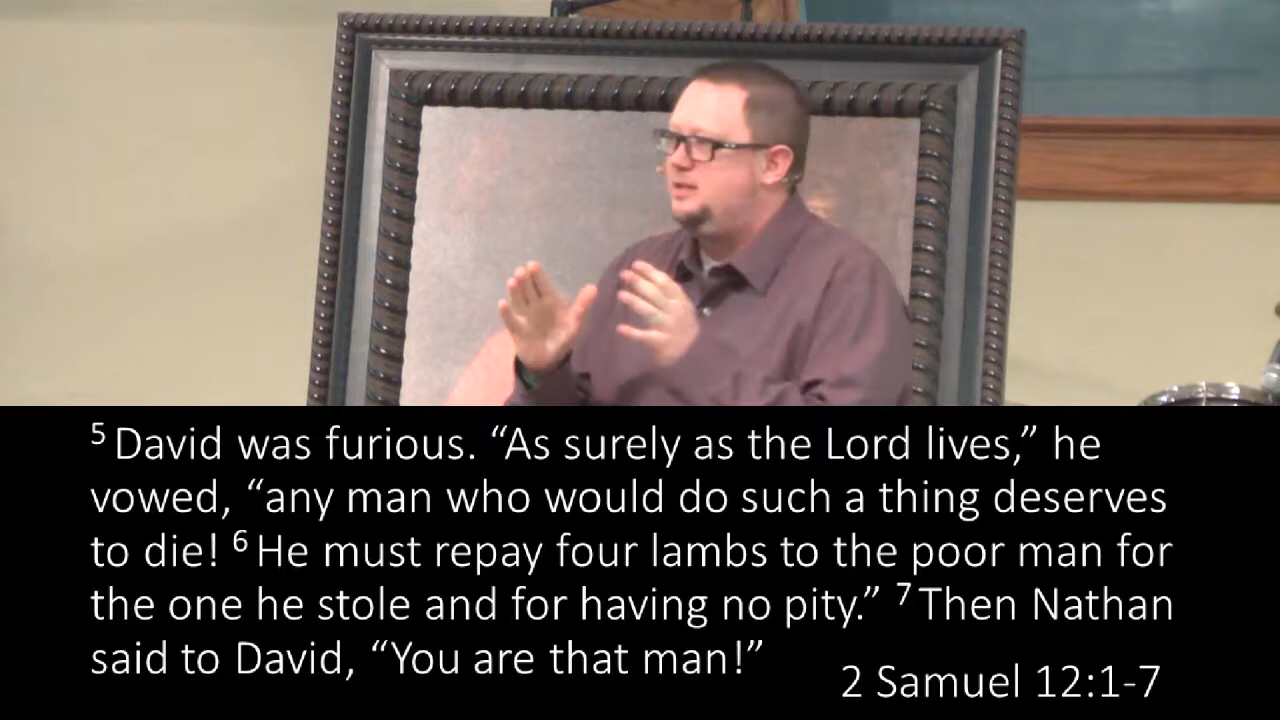 ⁵ David was furious. “As surely as the Lord lives,” he
vowed, “any man who would do such a thing deserves
to die! ⁶ He must repay four lambs to the poor man for
the one he stole and for having no pity.” ⁷ Then Nathan
said to David, “You are that man!”
2 Samuel 12:1-7